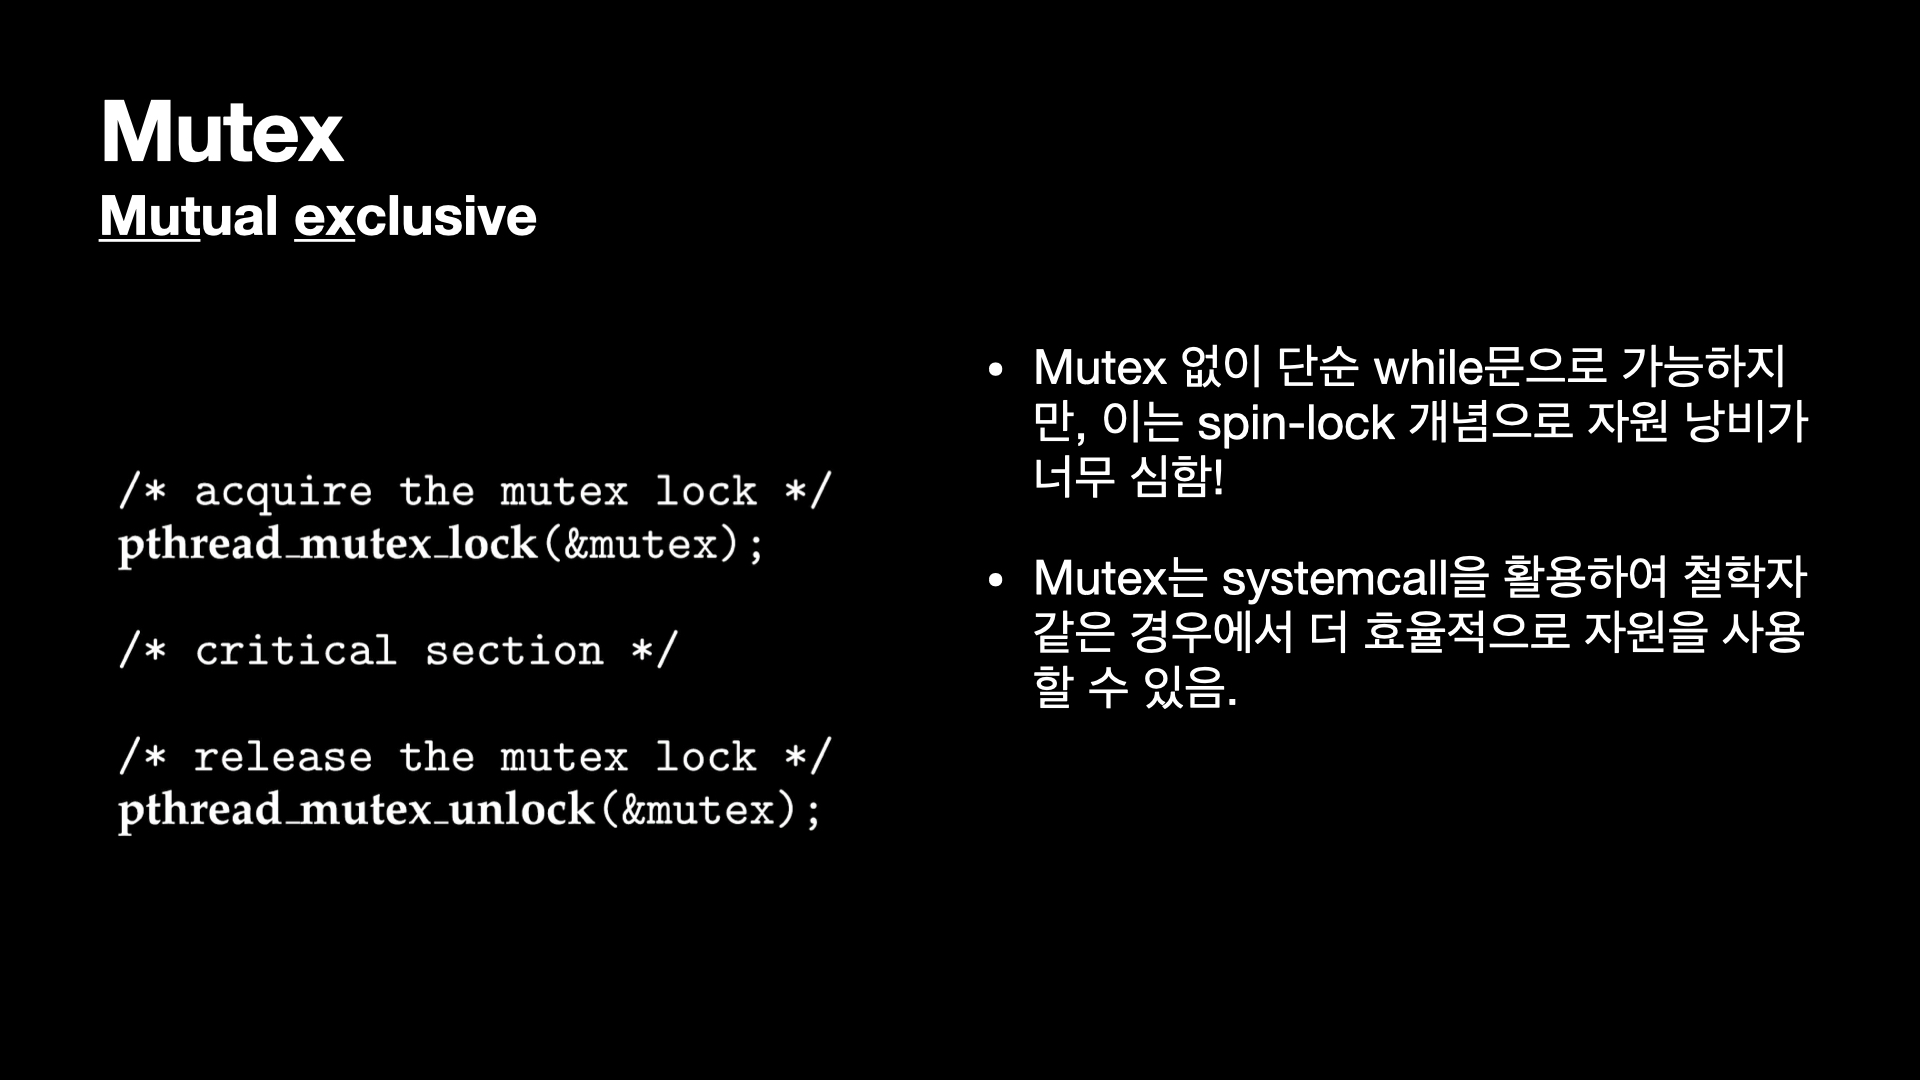 Mutex
Mutual exclusive
/* acquire the mutex lock */
pthread_mutex_lock(&mutex);
/* critical section */
/* release the mutex lock */
pthread_mutex_unlock(&mutex);
• Mutex 없이 단순 while문으로 가능하지
만, 이는 spin-lock 개념으로 자원 낭비가
너무 심함!
• Mutex는 systemcall을 활용하여 철학자
같은 경우에서 더 효율적으로 자원을 사용
할 수 있음.